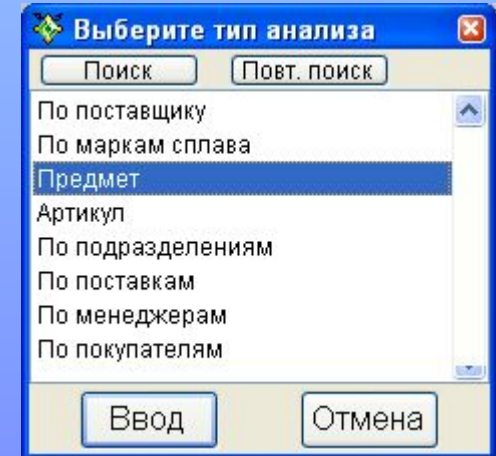 Выберите тип анализа
Поиск Повт. поиск
По поставщику
По маркам сплава
Предмет
Артикул
По подразделениям
По поставкам
По менеджерам
По покупателям
Ввод Отмена